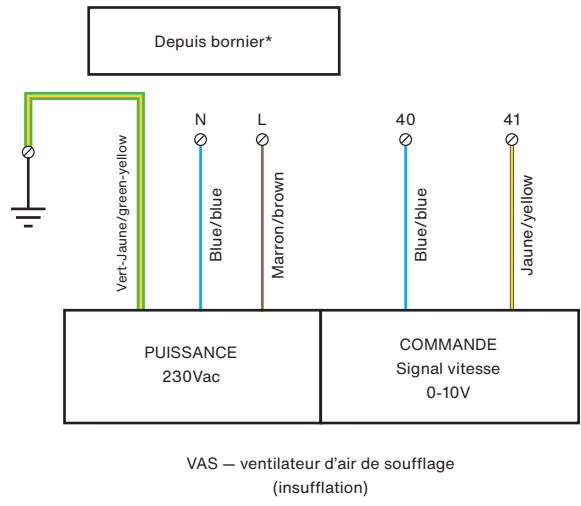 Depuis bornier*
N
L
40
41
Vert-Jaune/green-yellow
Blue/blue
Marron/brown
Blue/blue
Jaune/yellow
PUISSANCE
230Vac
COMMANDE
Signal vitesse
0-10V
VAS — ventilateur d'air de soufflage
(insufflation)